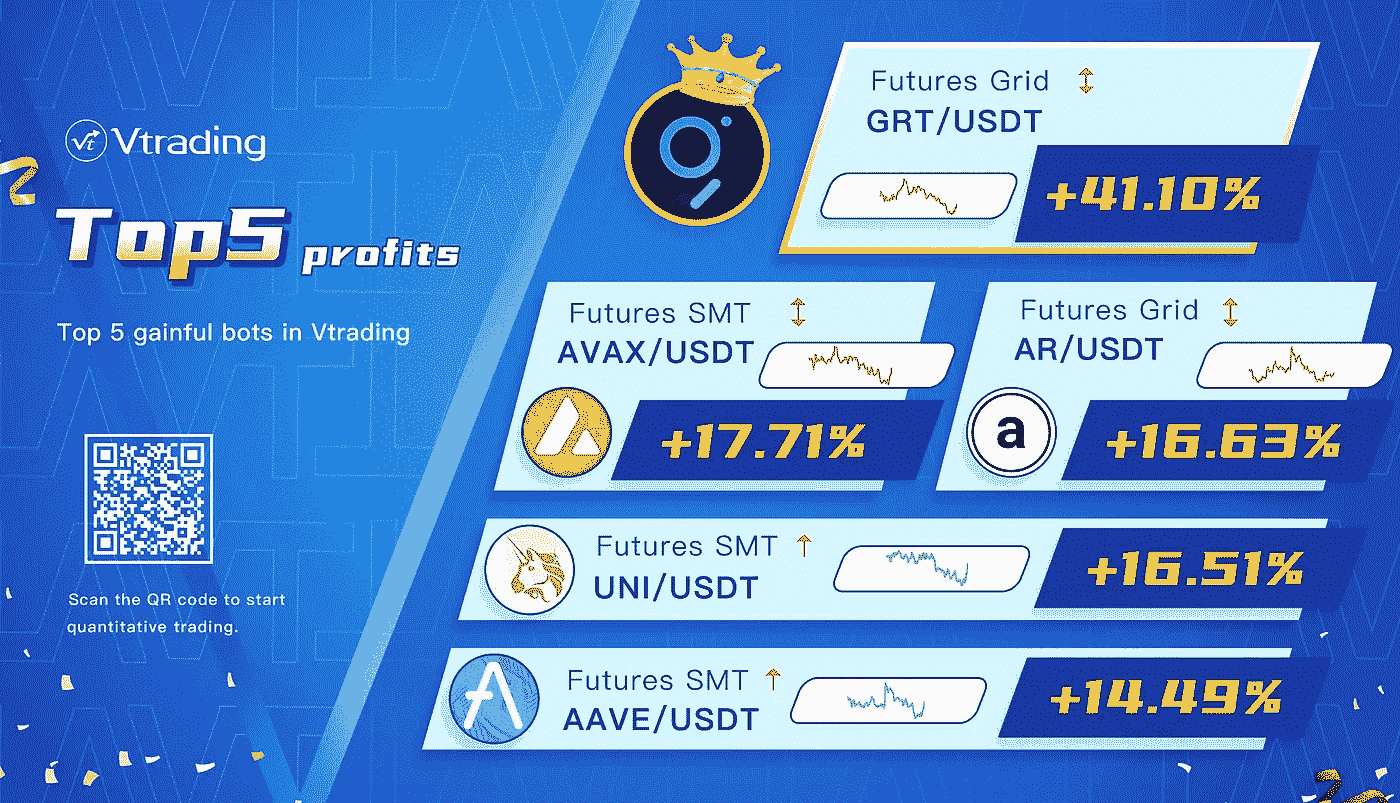 Vtrading
Top5 profits
Top 5 gainful bots in Vtrading
Scan the QR code to start
quantitative trading.
Futures Grid
GRT/USDT
+41.10%
Futures SMT
AVAX/USDT
+17.71%
Futures Grid
AR/USDT
a
+16.63%
Futures SMT
UNI/USDT
+16.51%
Futures SMT
AAVE/USDT
+14.49%